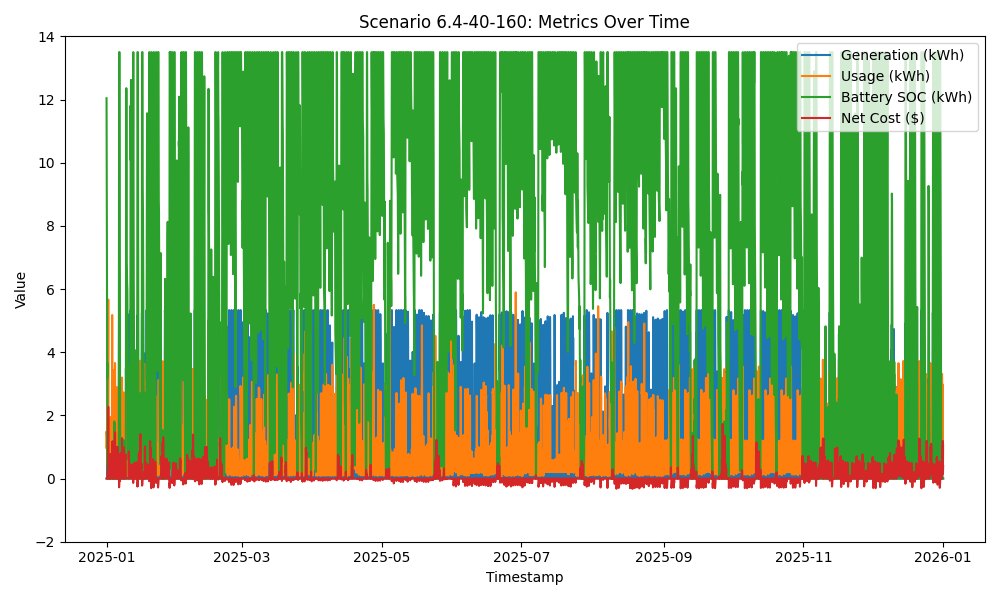 Scenario 6.4-40-160: Metrics Over Time
14
12
10
8
6
4
2
0
−2
Value
Generation (kWh)
Usage (kWh)
Battery SOC (kWh)
Net Cost ($)
2025-01 2025-03 2025-05 2025-07 2025-09 2025-11 2026-01
Timestamp